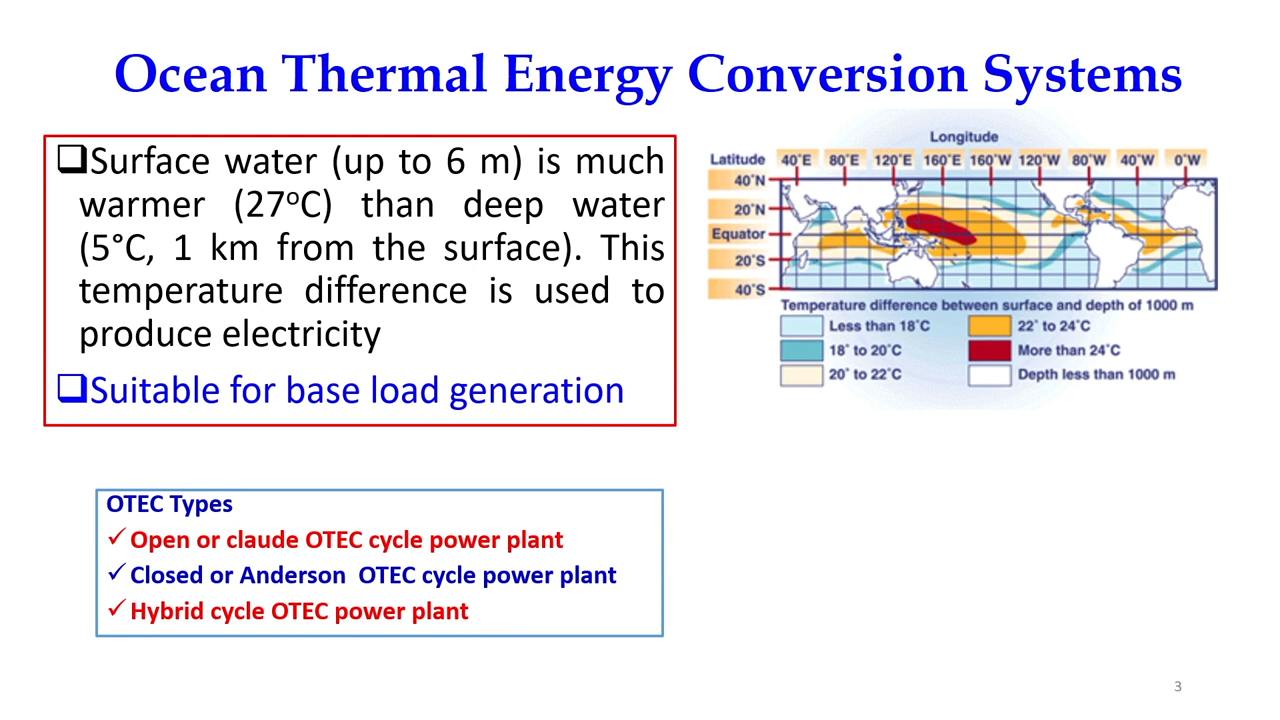 Ocean Thermal Energy Conversion Systems
❑Surface water (up to 6 m) is much
warmer (27°C) than deep water
(5°C, 1 km from the surface). This
temperature difference is used to
produce electricity
❑Suitable for base load generation
Longitude
Latitude 40°E 80°E 120°E 160°E 160°W 120°W 80°W 40°W 0°W
40°N
20°N
Equator
20°S
40°S
Temperature difference between surface and depth of 1000 m
Less than 18°C 22° to 24°C
18° to 20°C More than 24°C
20° to 22°C Depth less than 1000 m
OTEC Types
✓ Open or claude OTEC cycle power plant
✓ Closed or Anderson OTEC cycle power plant
✓ Hybrid cycle OTEC power plant
3